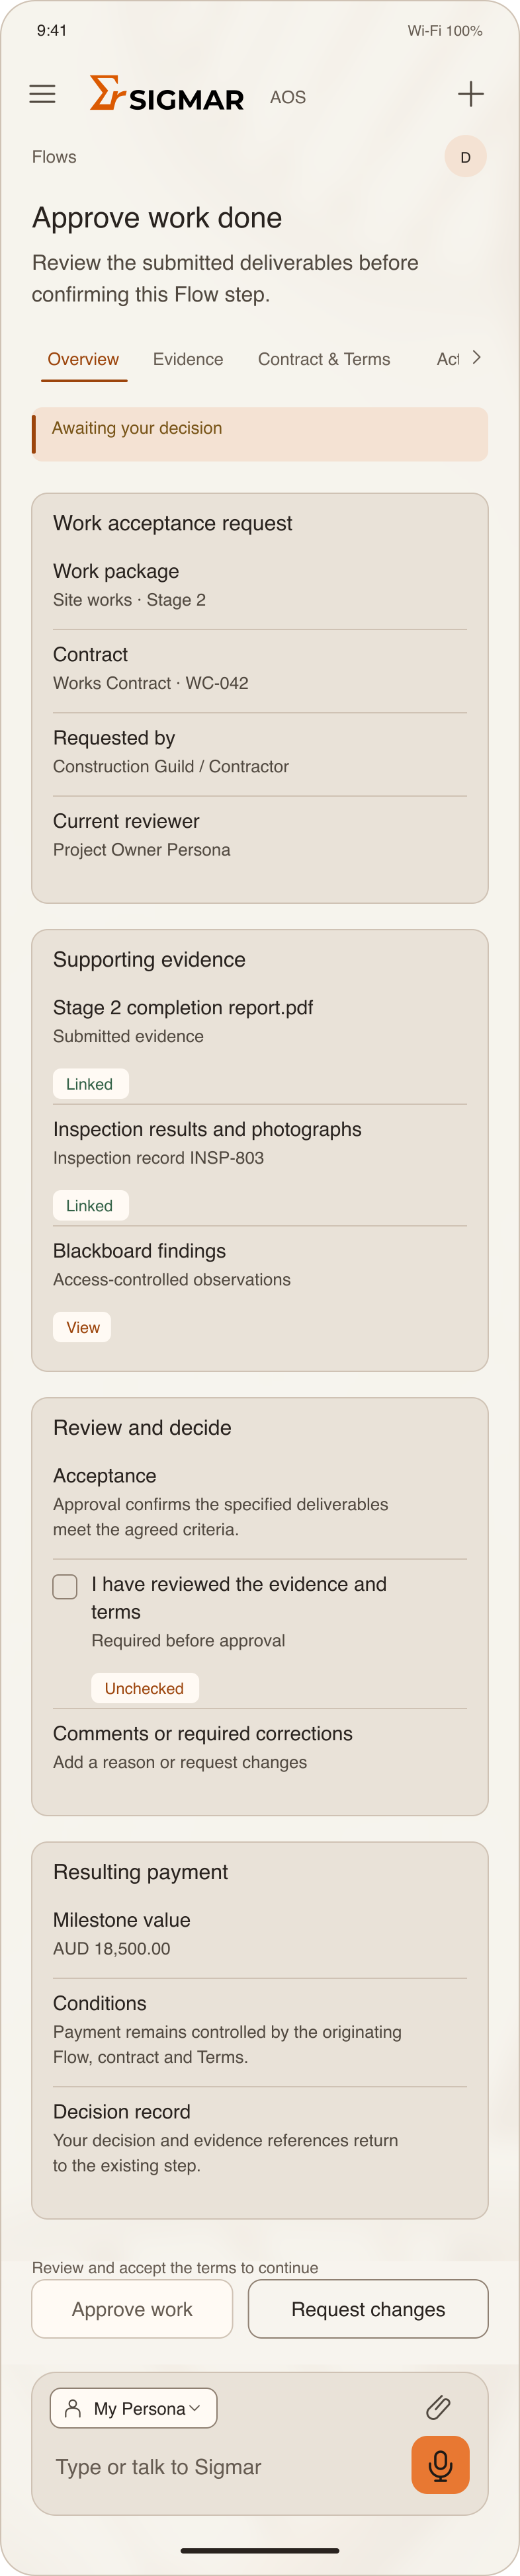 9:41
Wi-Fi 100%
Σr SIGMAR
AOS
Flows
D
Approve work done
Review the submitted deliverables before
confirming this Flow step.
Overview
Evidence
Contract & Terms
Act
Awaiting your decision
Work acceptance request
Work package
Site works · Stage 2
Contract
Works Contract · WC-042
Requested by
Construction Guild / Contractor
Current reviewer
Project Owner Persona
Supporting evidence
Stage 2 completion report.pdf
Submitted evidence
Linked
Inspection results and photographs
Inspection record INSP-803
Linked
Blackboard findings
Access-controlled observations
View
Review and decide
Acceptance
Approval confirms the specified deliverables
meet the agreed criteria.
I have reviewed the evidence and
terms
Required before approval
Unchecked
Comments or required corrections
Add a reason or request changes
Resulting payment
Milestone value
AUD 18,500.00
Conditions
Payment remains controlled by the originating
Flow, contract and Terms.
Decision record
Your decision and evidence references return
to the existing step.
Review and accept the terms to continue
Approve work
Request changes
My Persona
Type or talk to Sigmar